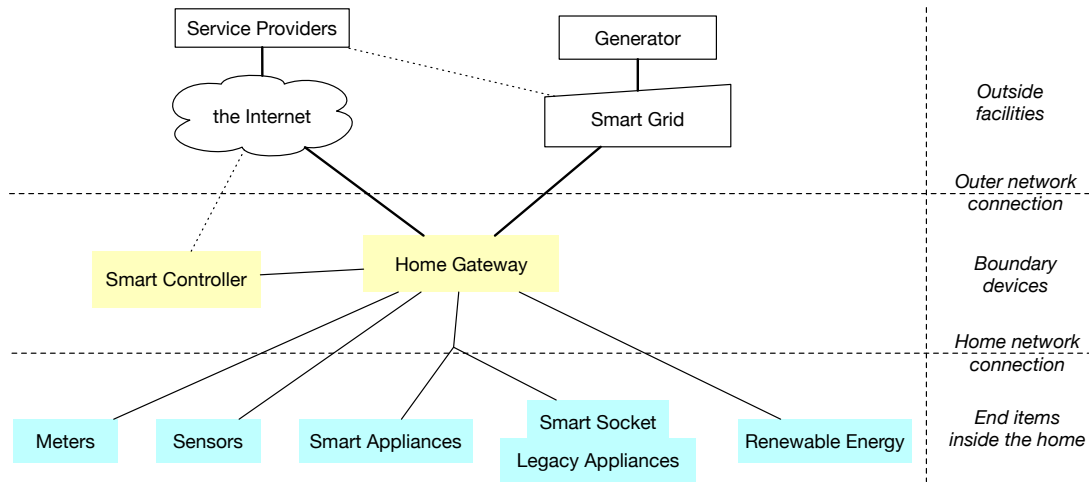 Service Providers
Generator
the Internet
Smart Grid
Outside
facilities
Outer network
connection
Smart Controller
Home Gateway
Boundary
devices
Home network
connection
Meters
Sensors
Smart Appliances
Smart Socket
Legacy Appliances
Renewable Energy
End items
inside the home